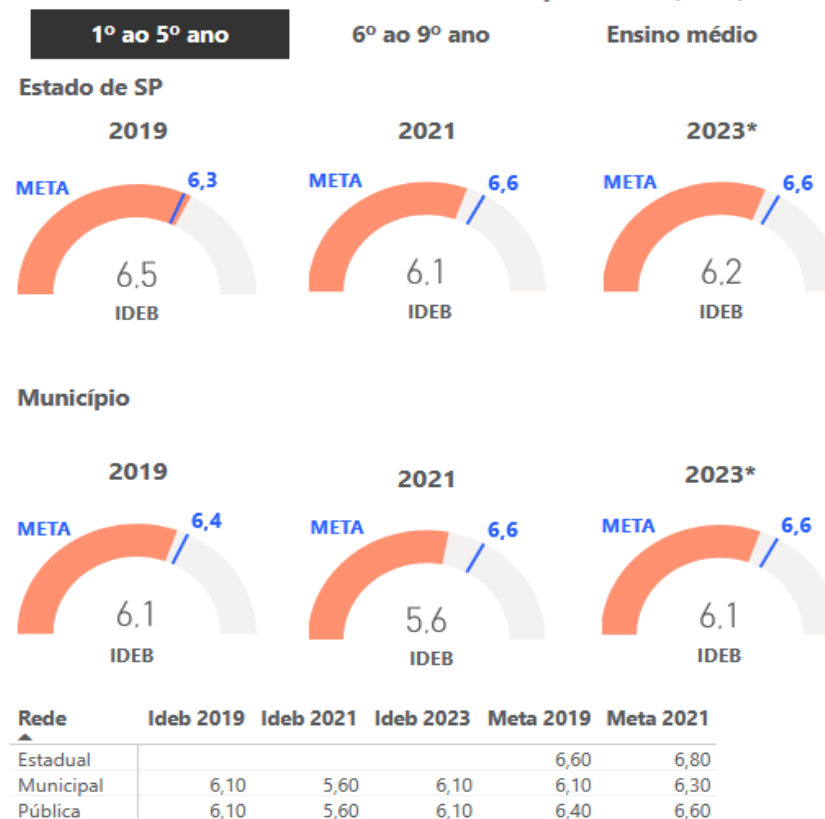 1º ao 5º ano 6º ao 9º ano Ensino médio
Estado de SP
2019 2021 2023*
META 6,3 META 6,6 META 6,6
6,5 6,1 6,2
IDEB IDEB IDEB
Município
2019 2021 2023*
META 6,4 META 6,6 META 6,6
6,1 5,6 6,1
IDEB IDEB IDEB
Rede Ideb 2019 Ideb 2021 Ideb 2023 Meta 2019 Meta 2021
Estadual 6,60 6,80
Municipal 6,10 5,60 6,10 6,10 6,30
Pública 6,10 5,60 6,10 6,40 6,60